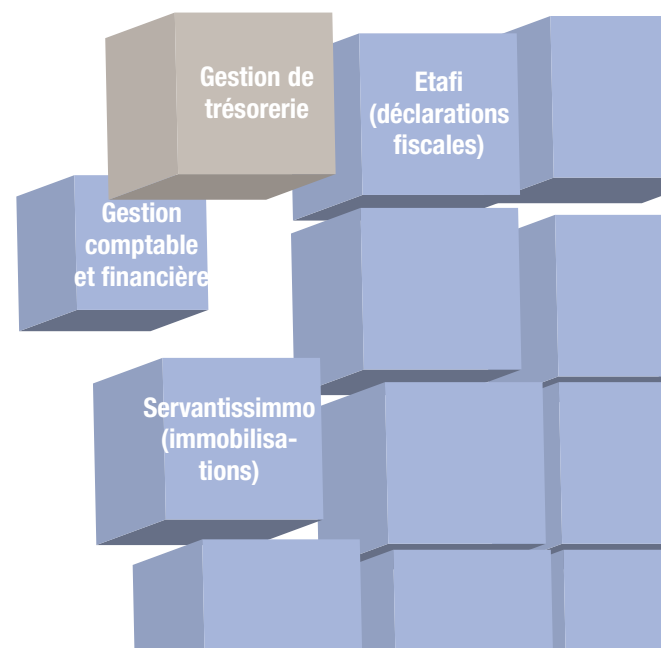 Gestion de
trésorerie
Etafi
(déclarations
fiscales)
Gestion
comptable
et financière
Servantissimmo
(immobilisa-
tions)